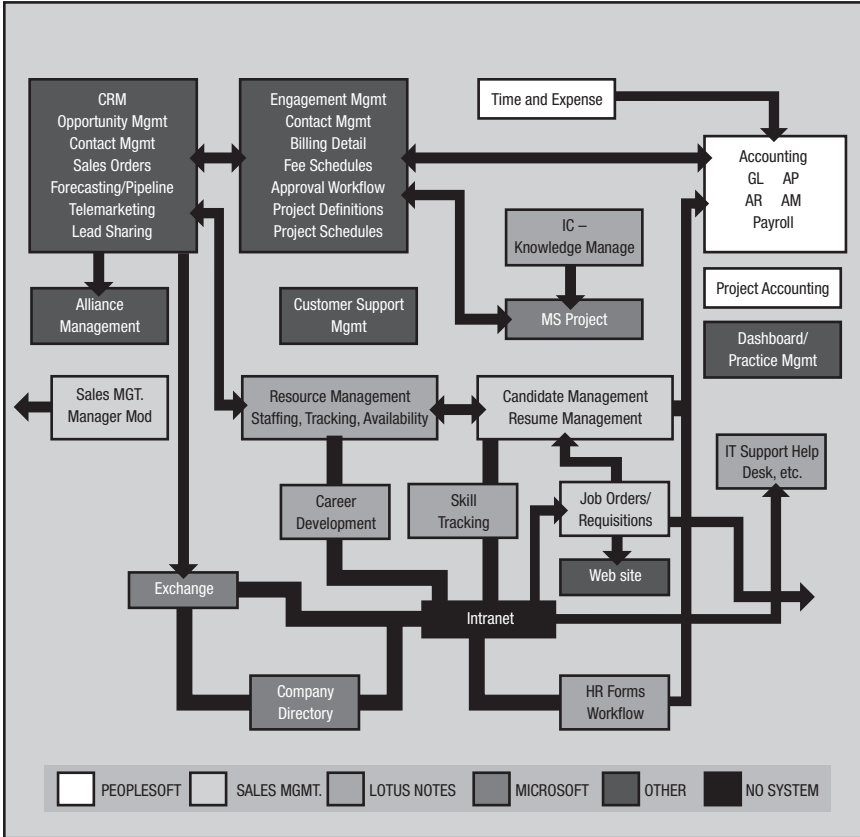 CRM
Opportunity Mgmt
Contact Mgmt
Sales Orders
Forecasting/Pipeline
Telemarketing
Lead Sharing
Engagement Mgmt
Contact Mgmt
Billing Detail
Fee Schedules
Approval Workflow
Project Definitions
Project Schedules
Time and Expense
Accounting
GL AP
AR AM
Payroll
IC –
Knowledge Manage
Alliance
Management
Customer Support
Mgmt
MS Project
Project Accounting
Dashboard/
Practice Mgmt
Sales MGT.
Manager Mod
Resource Management
Staffing, Tracking, Availability
Candidate Management
Resume Management
IT Support Help
Desk, etc.
Career
Development
Skill
Tracking
Job Orders/
Requisitions
Exchange
Web site
Intranet
Company
Directory
HR Forms
Workflow
PEOPLESOFT
SALES MGMT.
LOTUS NOTES
MICROSOFT
OTHER
NO SYSTEM